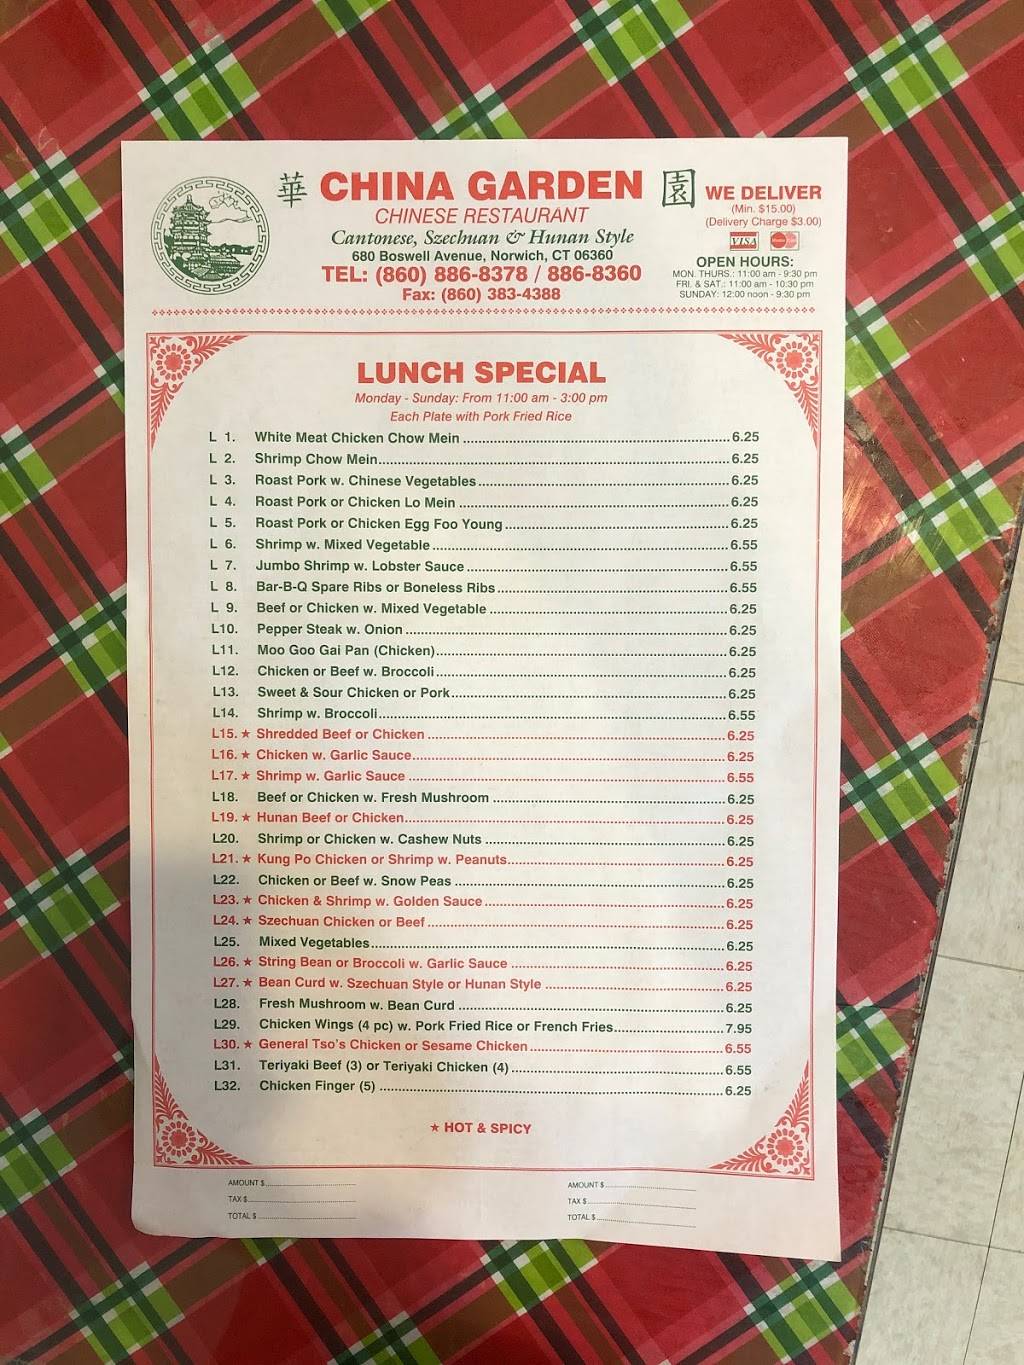 華 CHINA GARDEN 園
CHINESE RESTAURANT
Cantonese, Szechuan & Hunan Style
680 Boswell Avenue, Norwich, CT 06360
TEL: (860) 886-8378 / 886-8360
Fax: (860) 383-4388
WE DELIVER
(Min. $15.00)
(Delivery Charge $3.00)
VISA MasterCard
OPEN HOURS:
MON. THURS.: 11:00 am - 9:30 pm
FRI. & SAT.: 11:00 am - 10:30 pm
SUNDAY: 12:00 noon - 9:30 pm
LUNCH SPECIAL
Monday - Sunday: From 11:00 am - 3:00 pm
Each Plate with Pork Fried Rice
L 1. White Meat Chicken Chow Mein 6.25
L 2. Shrimp Chow Mein 6.25
L 3. Roast Pork w. Chinese Vegetables 6.25
L 4. Roast Pork or Chicken Lo Mein 6.25
L 5. Roast Pork or Chicken Egg Foo Young 6.25
L 6. Shrimp w. Mixed Vegetable 6.55
L 7. Jumbo Shrimp w. Lobster Sauce 6.55
L 8. Bar-B-Q Spare Ribs or Boneless Ribs 6.55
L 9. Beef or Chicken w. Mixed Vegetable 6.25
L10. Pepper Steak w. Onion 6.25
L11. Moo Goo Gai Pan (Chicken) 6.25
L12. Chicken or Beef w. Broccoli 6.25
L13. Sweet & Sour Chicken or Pork 6.25
L14. Shrimp w. Broccoli 6.55
L15. ★ Shredded Beef or Chicken 6.25
L16. ★ Chicken w. Garlic Sauce 6.25
L17. ★ Shrimp w. Garlic Sauce 6.55
L18. Beef or Chicken w. Fresh Mushroom 6.25
L19. ★ Hunan Beef or Chicken 6.25
L20. Shrimp or Chicken w. Cashew Nuts 6.25
L21. ★ Kung Po Chicken or Shrimp w. Peanuts 6.25
L22. Chicken or Beef w. Snow Peas 6.25
L23. ★ Chicken & Shrimp w. Golden Sauce 6.25
L24. ★ Szechuan Chicken or Beef 6.25
L25. Mixed Vegetables 6.25
L26. ★ String Bean or Broccoli w. Garlic Sauce 6.25
L27. ★ Bean Curd w. Szechuan Style or Hunan Style 6.25
L28. Fresh Mushroom w. Bean Curd 6.25
L29. Chicken Wings (4 pc) w. Pork Fried Rice or French Fries 7.95
L30. ★ General Tso's Chicken or Sesame Chicken 6.55
L31. Teriyaki Beef (3) or Teriyaki Chicken (4) 6.55
L32. Chicken Finger (5) 6.25
★ HOT & SPICY
AMOUNT $ AMOUNT $
TAX $ TAX $
TOTAL $ TOTAL $